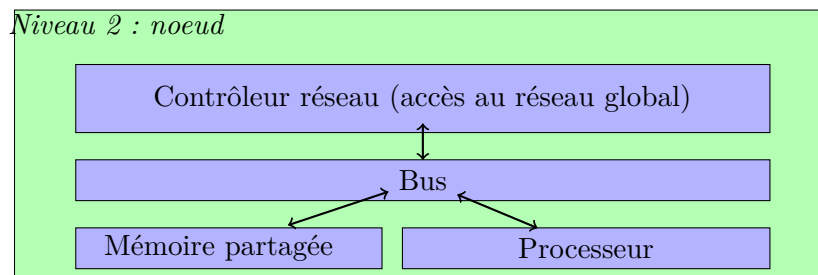 Niveau 2 : noeud
Contrôleur réseau (accès au réseau global)
Bus
Mémoire partagée
Processeur